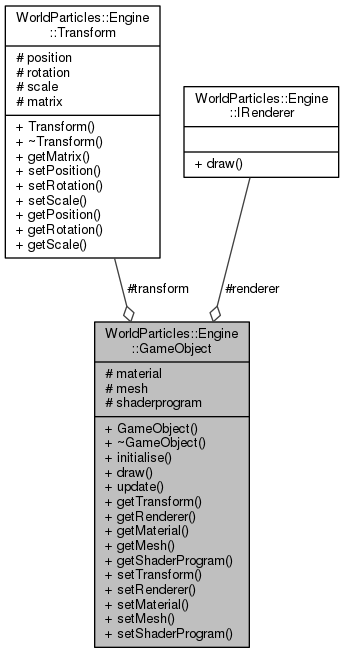 WorldParticles::Engine
::Transform
# position
# rotation
# scale
# matrix
+ Transform()
+ ~Transform()
+ getMatrix()
+ setPosition()
+ setRotation()
+ setScale()
+ getPosition()
+ getRotation()
+ getScale()
WorldParticles::Engine
::IRenderer
+ draw()
#transform
#renderer
WorldParticles::Engine
::GameObject
# material
# mesh
# shaderprogram
+ GameObject()
+ ~GameObject()
+ initialise()
+ draw()
+ update()
+ getTransform()
+ getRenderer()
+ getMaterial()
+ getMesh()
+ getShaderProgram()
+ setTransform()
+ setRenderer()
+ setMaterial()
+ setMesh()
+ setShaderProgram()